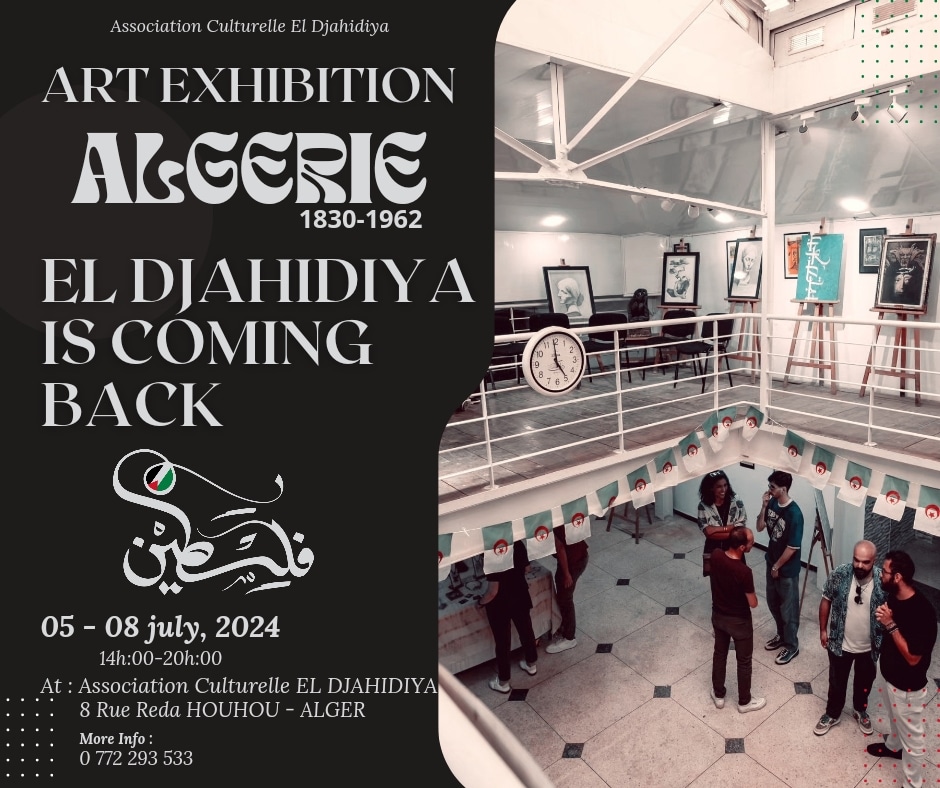 Association Culturelle El Djahidiya
ART EXHIBITION
ALGERIE
1830-1962
EL DJAHIDIYA
IS COMING
BACK
فلسطين
05 - 08 july, 2024
14h:00-20h:00
At : Association Culturelle EL DJAHIDIYA
8 Rue Reda HOUHOU - ALGER
More Info :
0 772 293 533